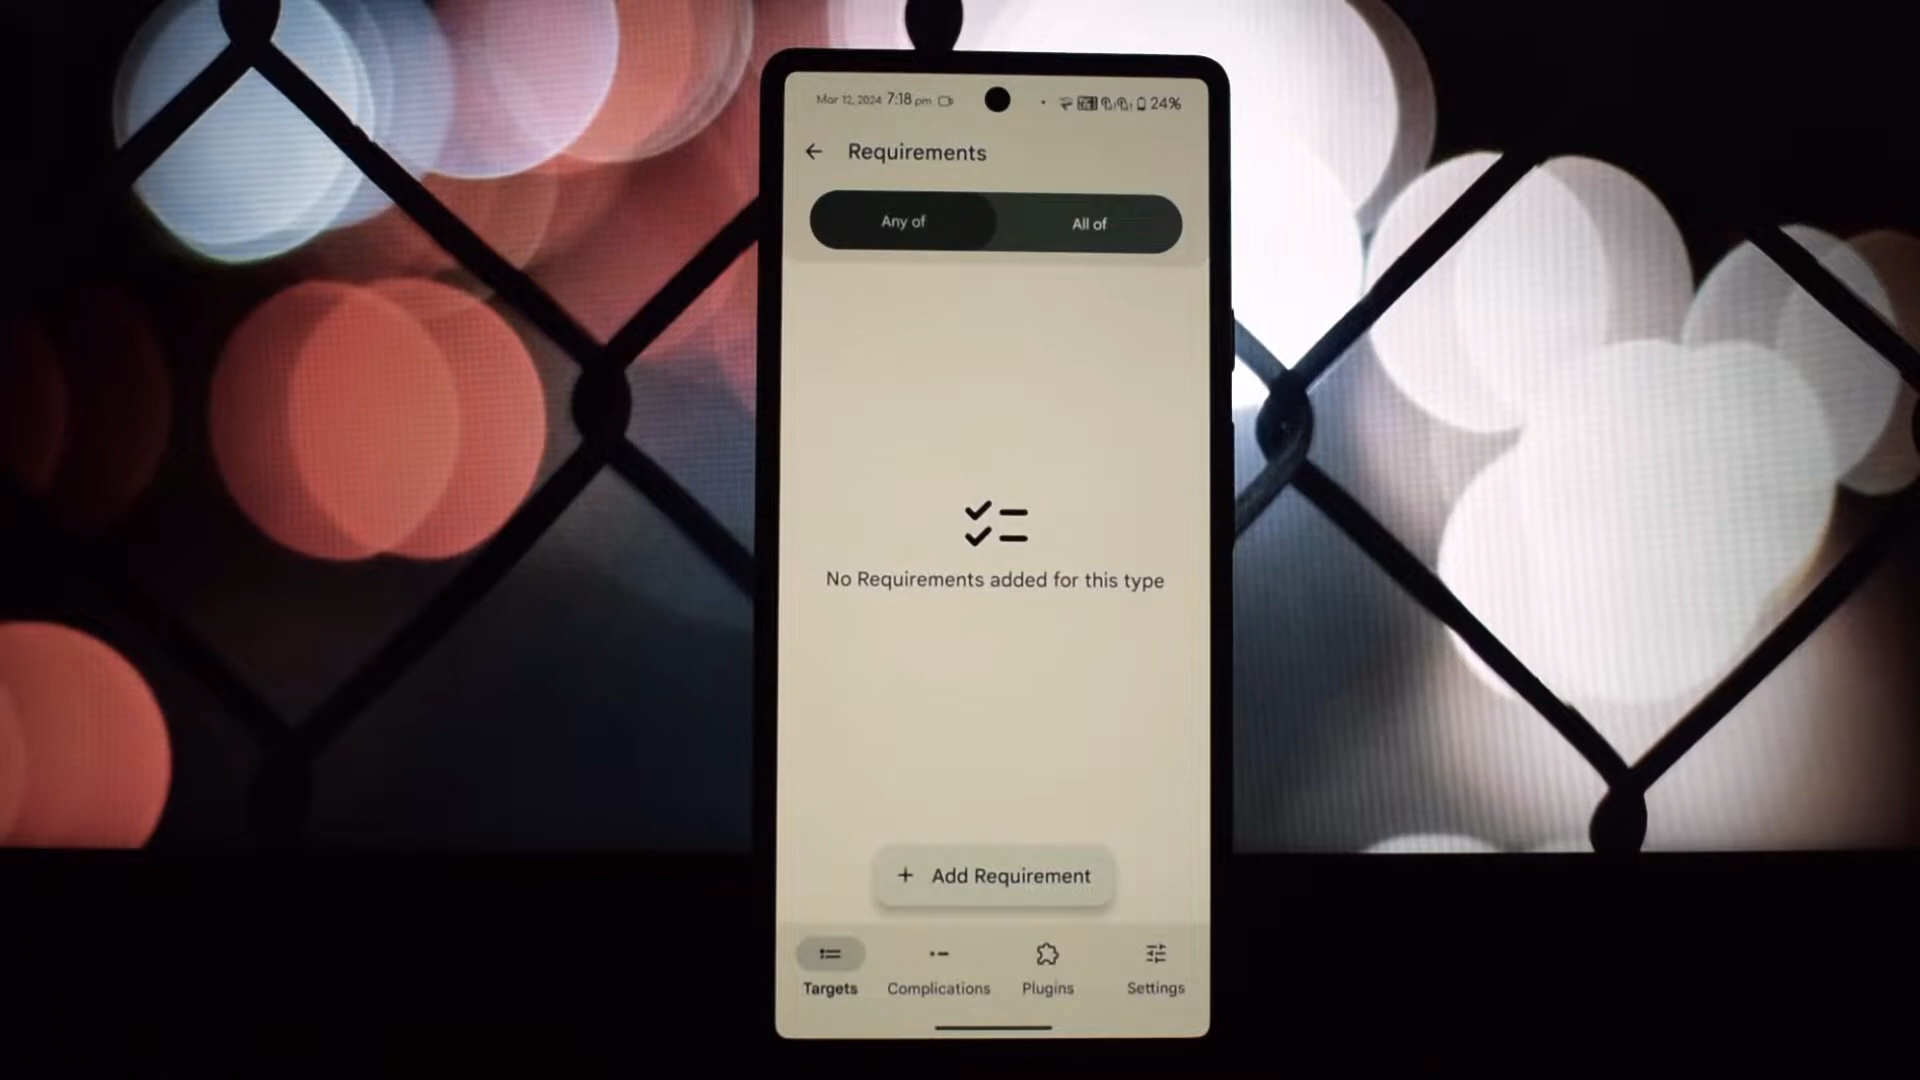 Mar 12, 2024 7:18 pm
24%
Requirements
Any of
All of
No Requirements added for this type
+ Add Requirement
Targets
Complications
Plugins
Settings